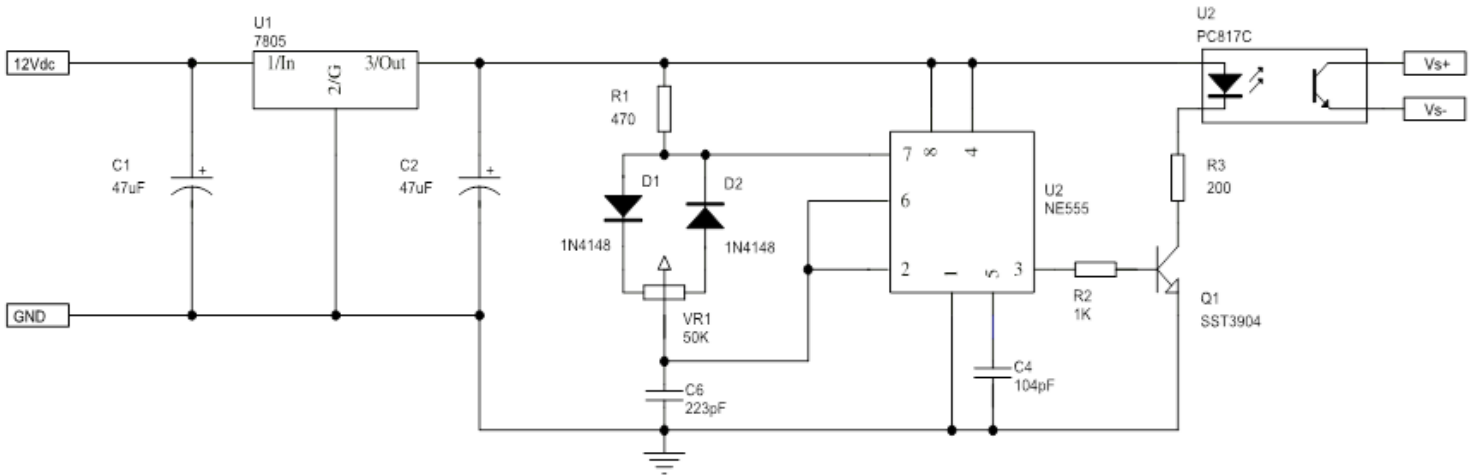 U1
7805
12Vdc
1/In
2/G
3/Out
U2
PC817C
Vs+
Vs-
R1
470
C1
47uF
C2
47uF
D1
D2
1N4148
1N4148
7
8
4
6
2
1
5
3
U2
NE555
R3
200
R2
1K
Q1
SST3904
GND
VR1
50K
C6
223pF
C4
104pF